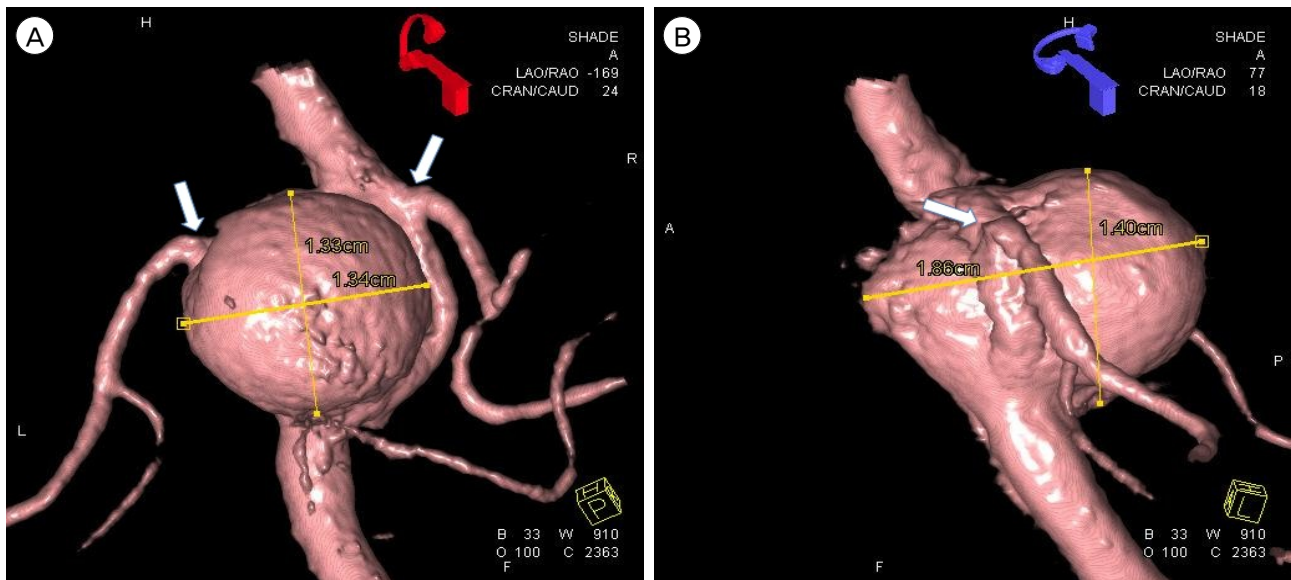 A
H
SHADE
A
LAO/RAO -169
CRAN/CAUD 24
R
1.33cm
1.34cm
L
H
P
B 33 W 910
O 100 C 2363
F
B
H
SHADE
A
LAO/RAO 77
CRAN/CAUD 18
A
1.40cm
1.86cm
P
L
B 33 W 910
O 100 C 2363
F